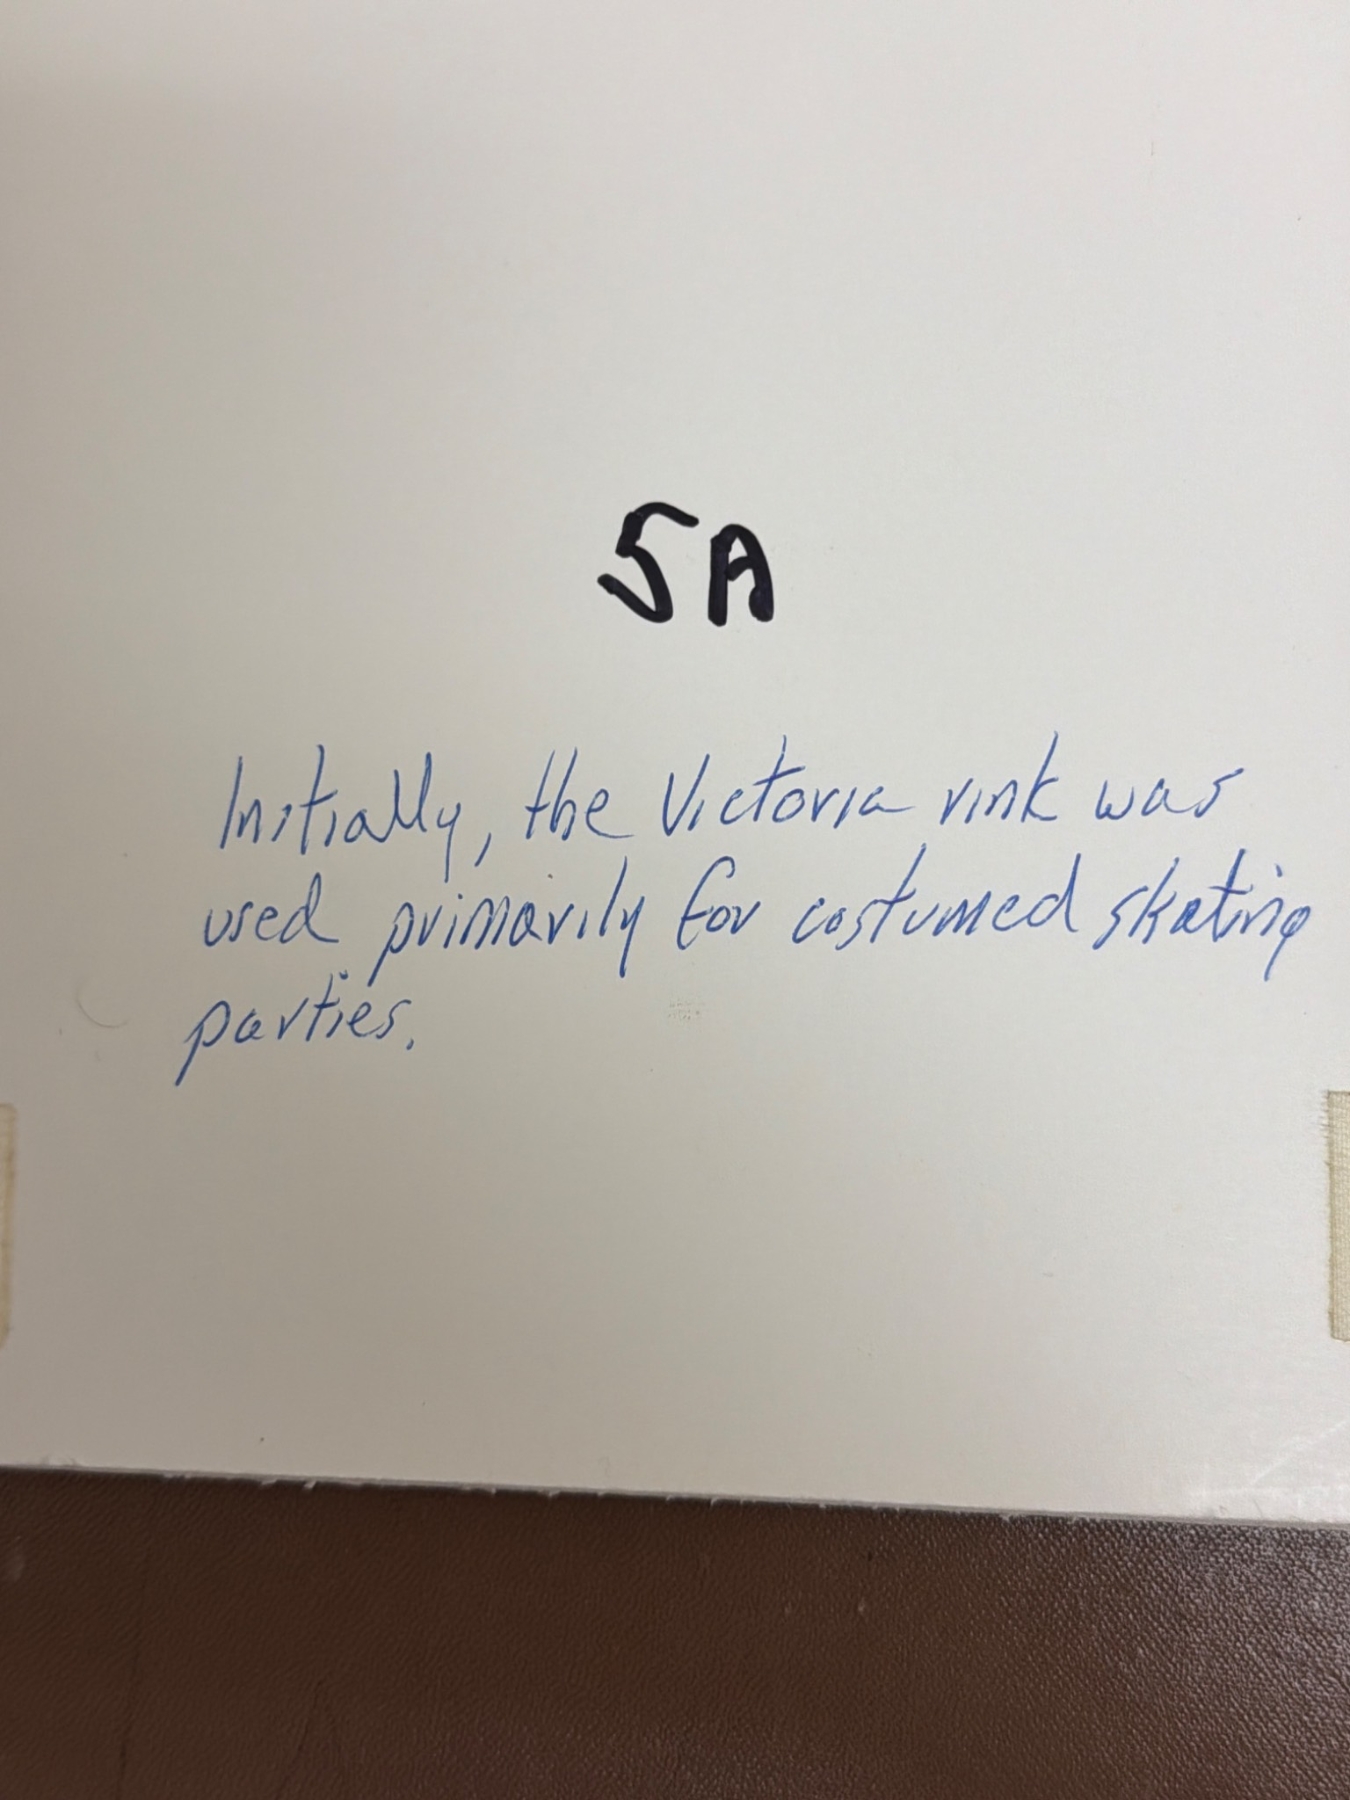 5A
Initially, the Victoria rink was
used primarily for costumed skating
parties.